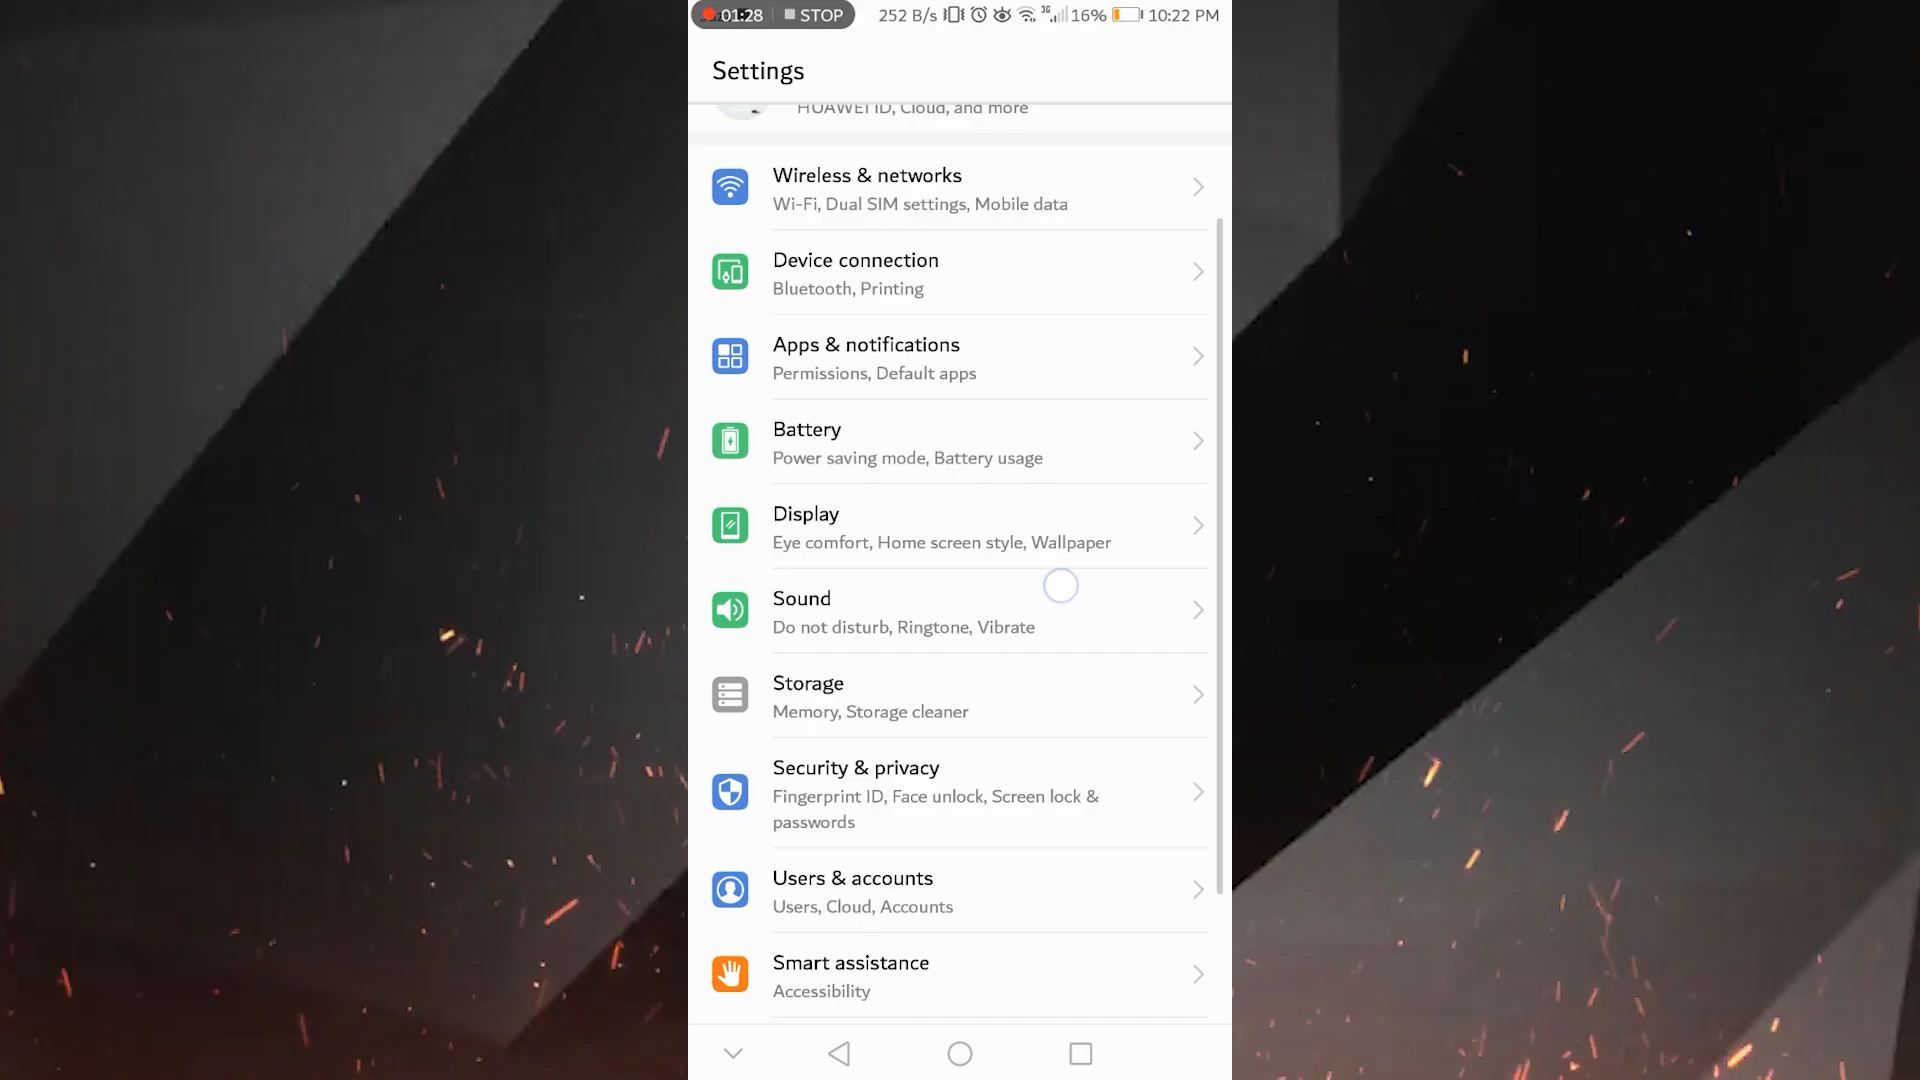 01:28 STOP 252 B/s 3G 16% 10:22 PM
Settings
HUAWEI ID, Cloud, and more
Wireless & networks
Wi-Fi, Dual SIM settings, Mobile data
Device connection
Bluetooth, Printing
Apps & notifications
Permissions, Default apps
Battery
Power saving mode, Battery usage
Display
Eye comfort, Home screen style, Wallpaper
Sound
Do not disturb, Ringtone, Vibrate
Storage
Memory, Storage cleaner
Security & privacy
Fingerprint ID, Face unlock, Screen lock &
passwords
Users & accounts
Users, Cloud, Accounts
Smart assistance
Accessibility